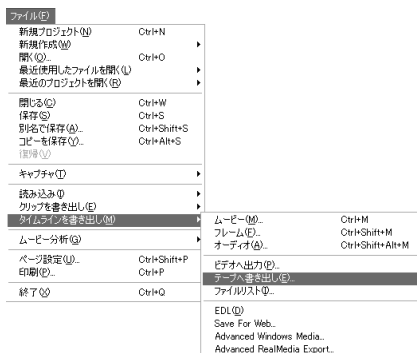 ファイル(F)
新規プロジェクト(N) Ctrl+N
新規作成(W)
開く(O)... Ctrl+O
最近使用したファイルを開く(L)
最近のプロジェクトを開く(R)
閉じる(C) Ctrl+W
保存(S) Ctrl+S
別名で保存(A)... Ctrl+Shift+S
コピーを保存(Y)... Ctrl+Alt+S
復帰(V)
キャプチャ(T)
読み込み(I)
クリップを書き出し(E)
タイムラインを書き出し(M)
ムービー分析(G)
ページ設定(U)... Ctrl+Shift+P
印刷(P)... Ctrl+P
終了(X) Ctrl+Q
ムービー(M)... Ctrl+M
フレーム(F)... Ctrl+Shift+M
オーディオ(A)... Ctrl+Shift+Alt+M
ビデオへ出力(P)...
テープへ書き出し(E)...
ファイルリスト(I)...
EDL(D)
Save For Web...
Advanced Windows Media...
Advanced RealMedia Export...